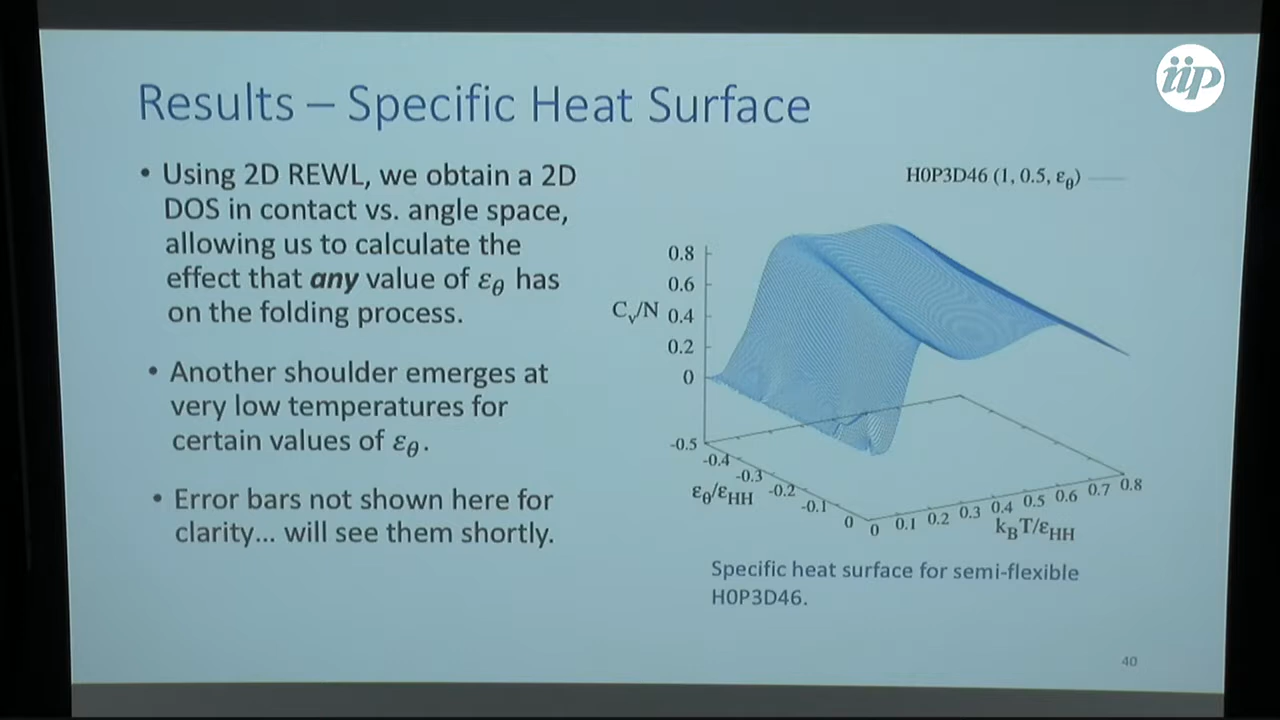 iip
Results – Specific Heat Surface
• Using 2D REWL, we obtain a 2D
DOS in contact vs. angle space,
allowing us to calculate the
effect that any value of εθ has
on the folding process.
• Another shoulder emerges at
very low temperatures for
certain values of εθ.
• Error bars not shown here for
clarity... will see them shortly.
H0P3D46 (1, 0.5, εθ)
0.8
0.6
Cv/N 0.4
0.2
0
-0.5
-0.4
-0.3
-0.2
-0.1
0
εθ/εHH
0 0.1 0.2 0.3 0.4 0.5 0.6 0.7 0.8
kBT/εHH
Specific heat surface for semi-flexible
H0P3D46.
40